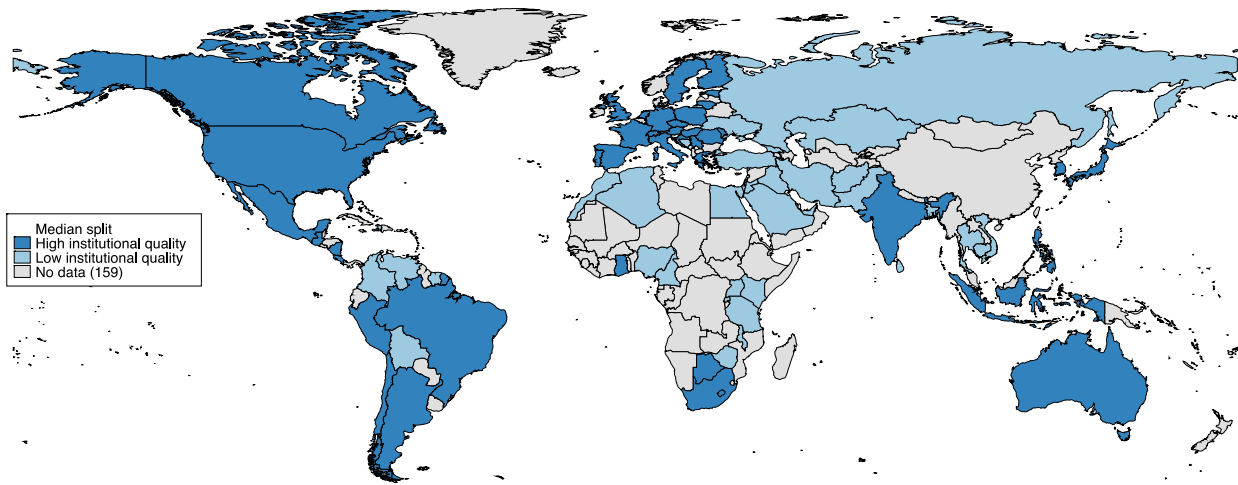 Median split
High institutional quality
Low institutional quality
No data (159)